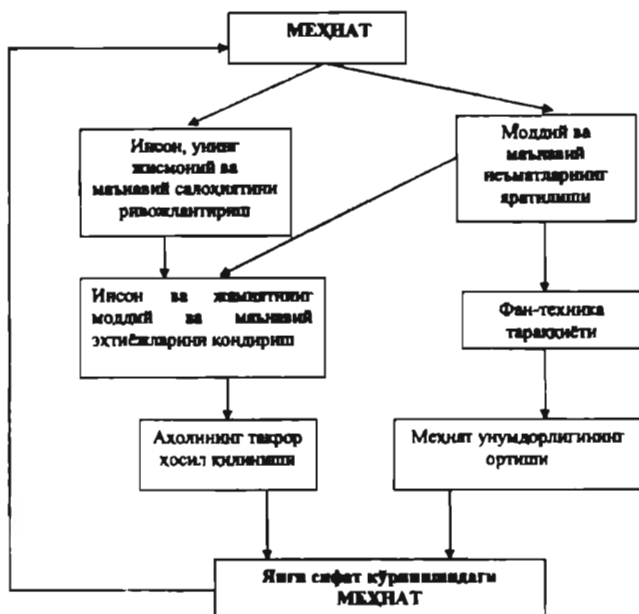 МЕҲНАТ
Инсон, унинг
жисмоний ва
маънавий салоҳиятини
ривожлантириш
Моддий ва
маънавий
неъматларнинг
яратилиши
Инсон ва жамиятнинг
моддий ва маънавий
эҳтиёжларини кондириш
Фан-техника
тараққиёти
Аҳолининг такрор
ҳосил қилиниши
Меҳнат унумдорлигининг
ортиши
Янги сифат кўринишидаги
МЕҲНАТ